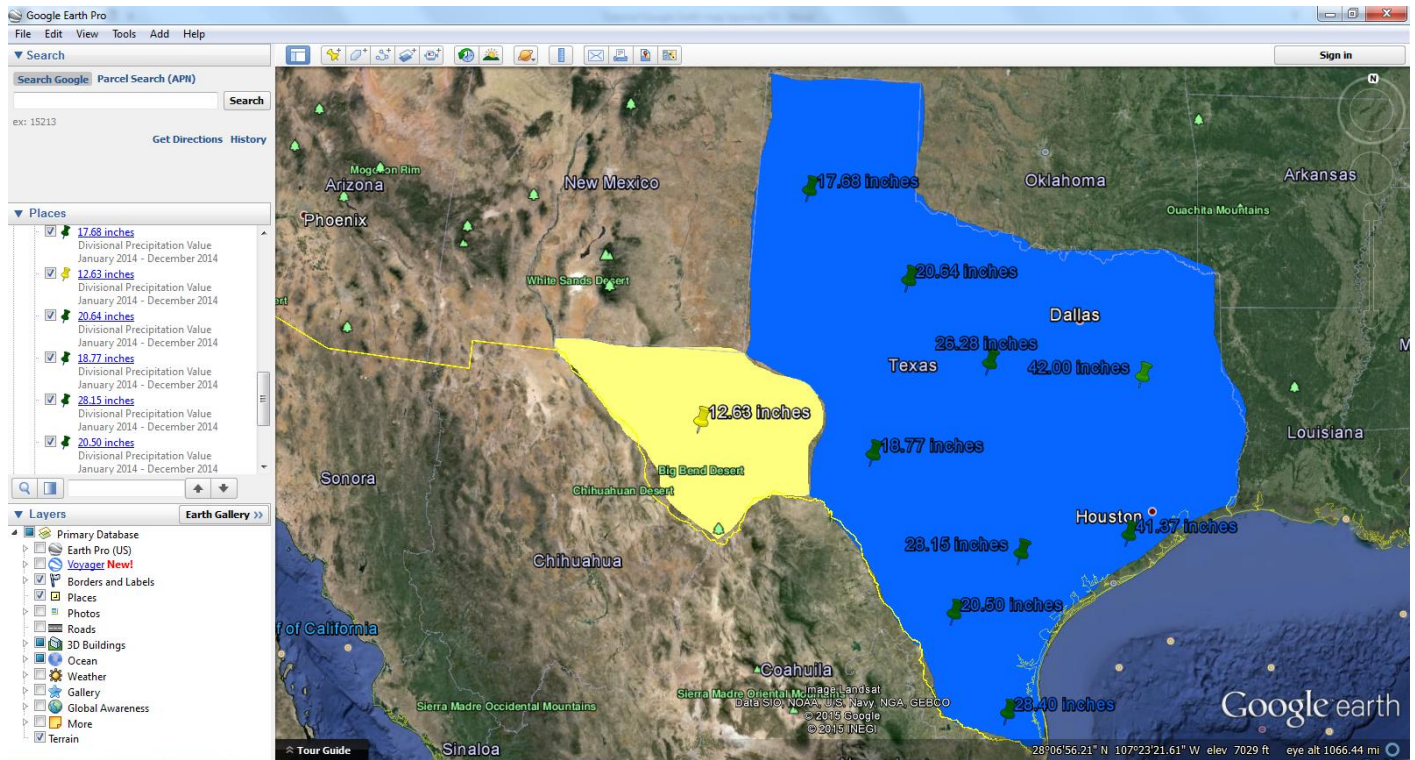 Google Earth Pro
File Edit View Tools Add Help
Search
Search Google Parcel Search (APN)
Search
ex: 15213
Get Directions History
Places
17.68 inches
Divisional Precipitation Value
January 2014 - December 2014
12.63 inches
Divisional Precipitation Value
January 2014 - December 2014
20.64 inches
Divisional Precipitation Value
January 2014 - December 2014
18.77 inches
Divisional Precipitation Value
January 2014 - December 2014
28.15 inches
Divisional Precipitation Value
January 2014 - December 2014
20.50 inches
Divisional Precipitation Value
January 2014 - December 2014
Layers
Earth Gallery >>
Primary Database
Earth Pro (US)
Voyager New!
Borders and Labels
Places
Photos
Roads
3D Buildings
Ocean
Weather
Gallery
Global Awareness
More
Terrain
Sign in
N
Mogollon Rim
Arizona
New Mexico
17.68 inches
Oklahoma
Arkansas
Phoenix
Ouachita Mountains
White Sands Desert
20.64 inches
Dallas
26.28 inches
Texas
42.00 inches
12.63 inches
18.77 inches
Louisiana
Big Bend Desert
Sonora
Chihuahuan Desert
Houston
41.37 inches
28.15 inches
Chihuahua
20.50 inches
f of California
Coahuila
Sierra Madre Oriental Mountains
Sierra Madre Occidental Mountains
28.40 inches
Image Landsat
Data SIO, NOAA, U.S. Navy, NGA, GEBCO
© 2015 Google
© 2015 INEGI
Google earth
Tour Guide
Sinaloa
28°06'56.21" N 107°23'21.61" W elev 7029 ft eye alt 1066.44 mi